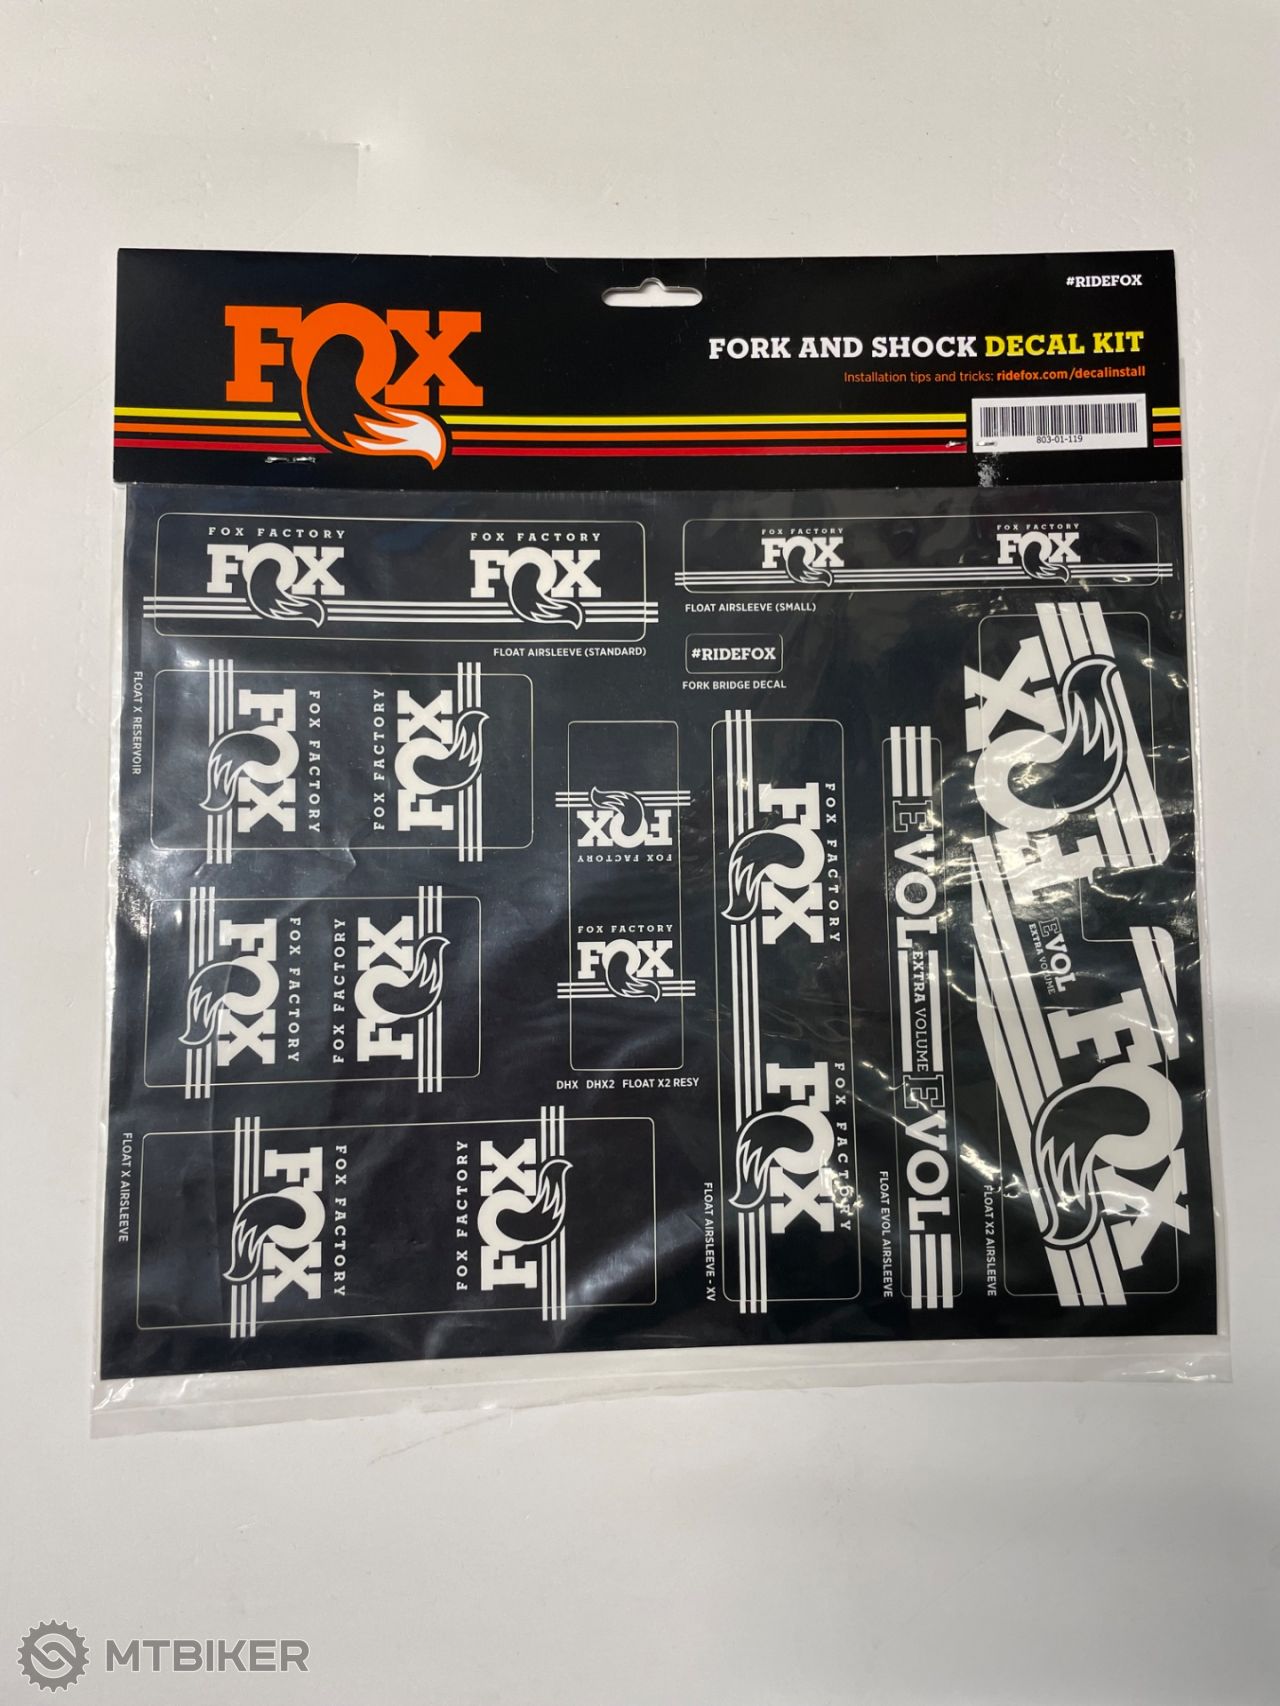 #RIDEFOX
FOX
FORK AND SHOCK DECAL KIT
Installation tips and tricks: ridefox.com/decalinstall
803-01-119
FOX FACTORY
FOX
FOX FACTORY
FOX
FLOAT AIRSLEEVE (STANDARD)
FOX FACTORY
FOX
FOX FACTORY
FOX
FLOAT AIRSLEEVE (SMALL)
#RIDEFOX
FORK BRIDGE DECAL
FLOAT X RESERVOIR
FOX
FOX FACTORY
FOX FACTORY
FOX
FOX
FOX FACTORY
FOX FACTORY
FOX
FLOAT X AIRSLEEVE
FOX
FOX FACTORY
FOX FACTORY
FOX
FOX
FOX FACTORY
FOX FACTORY
FOX
DHX DHX2 FLOAT X2 RESY
FOX
FOX FACTORY
FOX
FOX FACTORY
FLOAT AIRSLEEVE - XV
EVOL
EXTRA VOLUME
EVOL
FLOAT EVOL AIRSLEEVE
FOX
EVOL
EXTRA VOLUME
FOX
FLOAT X2 AIRSLEEVE
MTBIKER